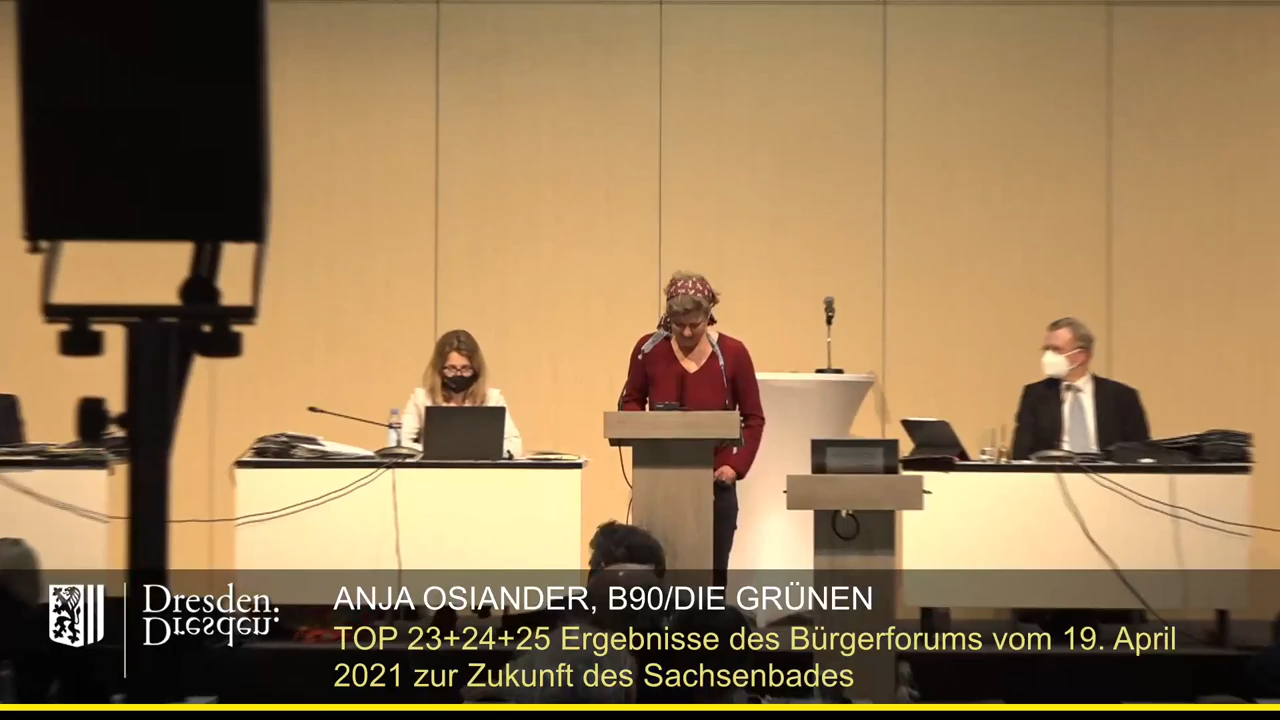 Dresden.
Dresden.
ANJA OSIANDER, B90/DIE GRÜNEN
TOP 23+24+25 Ergebnisse des Bürgerforums vom 19. April
2021 zur Zukunft des Sachsenbades